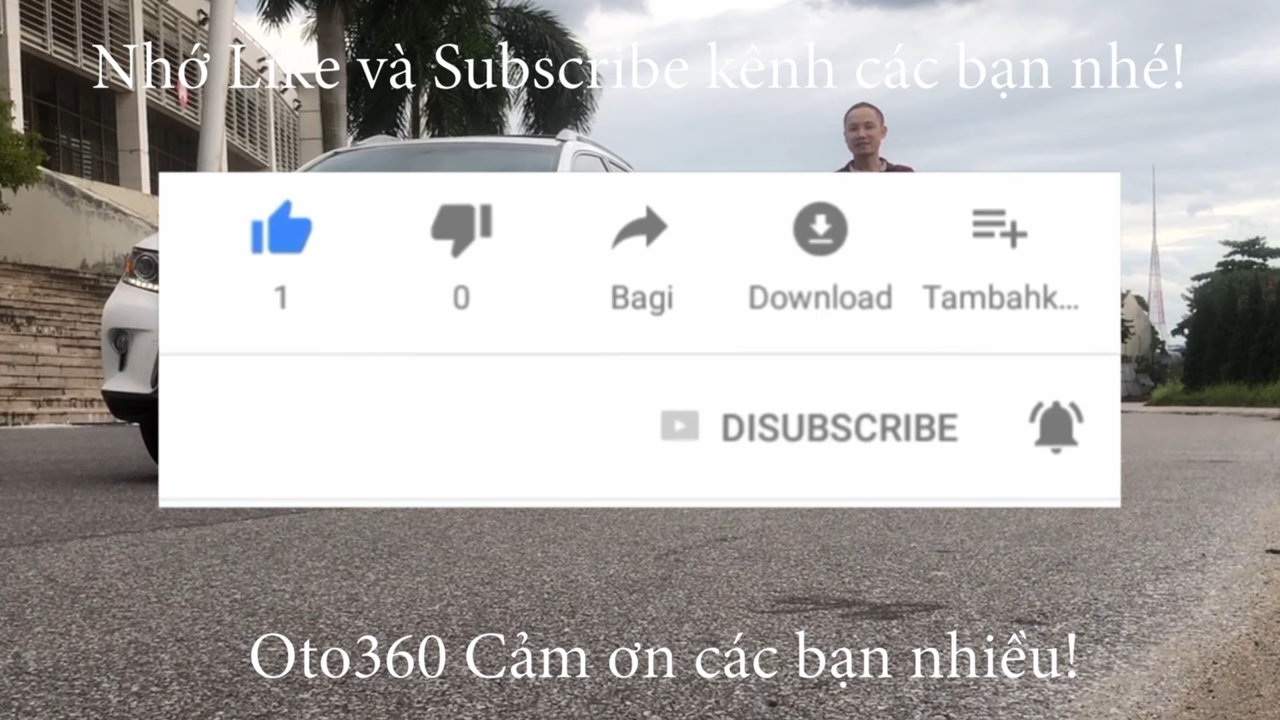 Nhớ Like và Subscribe kênh các bạn nhé!
1 0 Bagi Download Tambahk...
DISUBSCRIBE
Oto360 Cảm ơn các bạn nhiều!